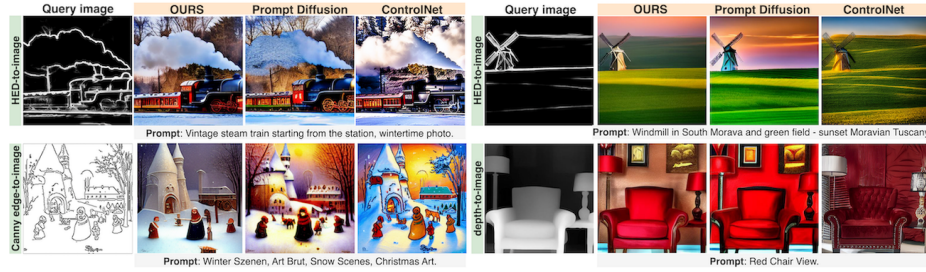 Query image OURS Prompt Diffusion ControlNet
HED-to-image
Prompt: Vintage steam train starting from the station, wintertime photo.
Query image OURS Prompt Diffusion ControlNet
HED-to-image
Prompt: Windmill in South Morava and green field - sunset Moravian Tuscany
Canny edge-to-image
Prompt: Winter Szenen, Art Brut, Snow Scenes, Christmas Art.
depth-to-image
Prompt: Red Chair View.